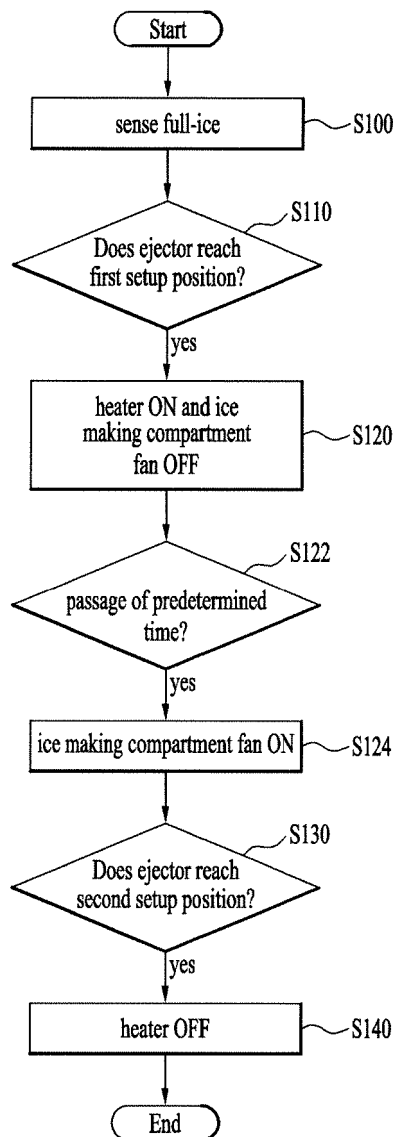 Start
sense full-ice
S100
S110
Does ejector reach
first setup position?
yes
heater ON and ice
making compartment
fan OFF
S120
S122
passage of predetermined
time?
yes
ice making compartment fan ON
S124
S130
Does ejector reach
second setup position?
yes
heater OFF
S140
End